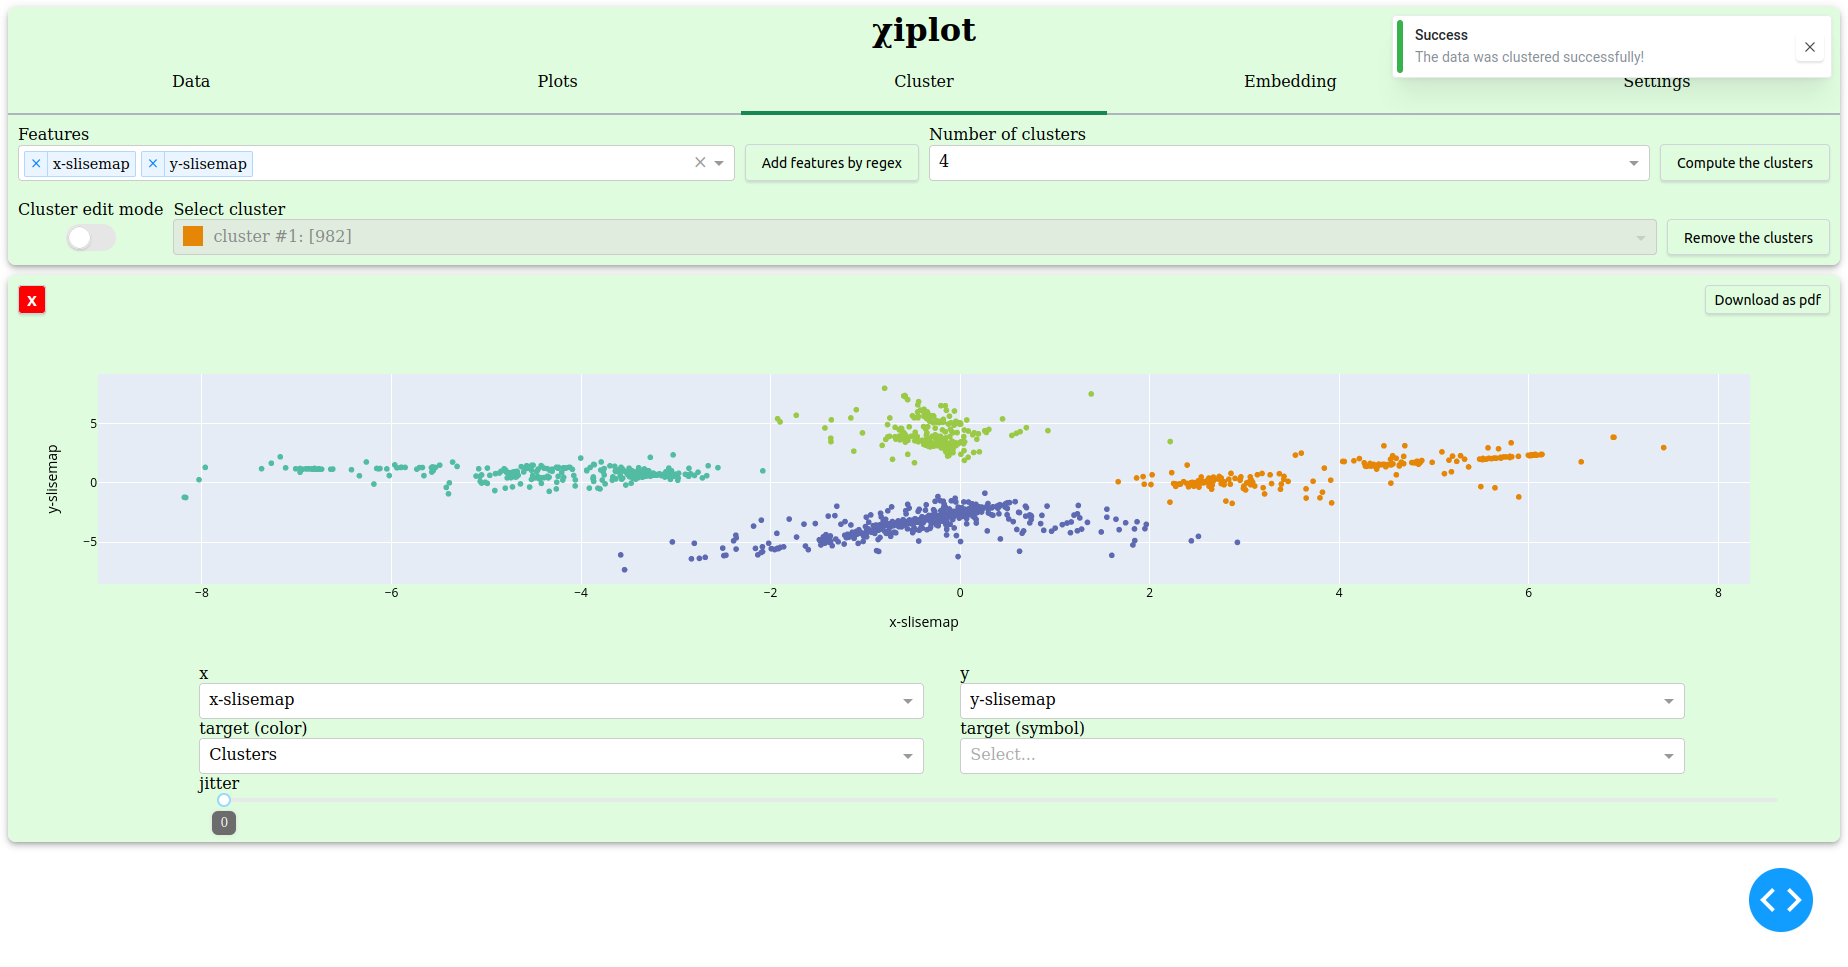 χiplot
Success
The data was clustered successfully!
Data
Plots
Cluster
Embedding
Settings
Features
Number of clusters
× x-slisemap × y-slisemap
Add features by regex
4
Compute the clusters
Cluster edit mode
Select cluster
cluster #1: [982]
Remove the clusters
x
Download as pdf
y-slisemap
5
0
−5
−8
−6
−4
−2
0
2
4
6
8
x-slisemap
x
y
x-slisemap
y-slisemap
target (color)
target (symbol)
Clusters
Select...
jitter
0